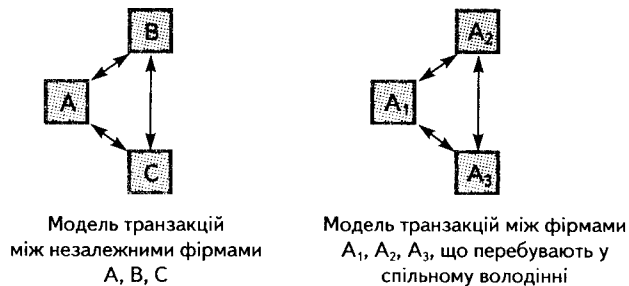 B
A
C
Модель транзакцій
між незалежними фірмами
A, B, C
A₂
A₁
A₃
Модель транзакцій між фірмами
A₁, A₂, A₃, що перебувають у
спільному володінні